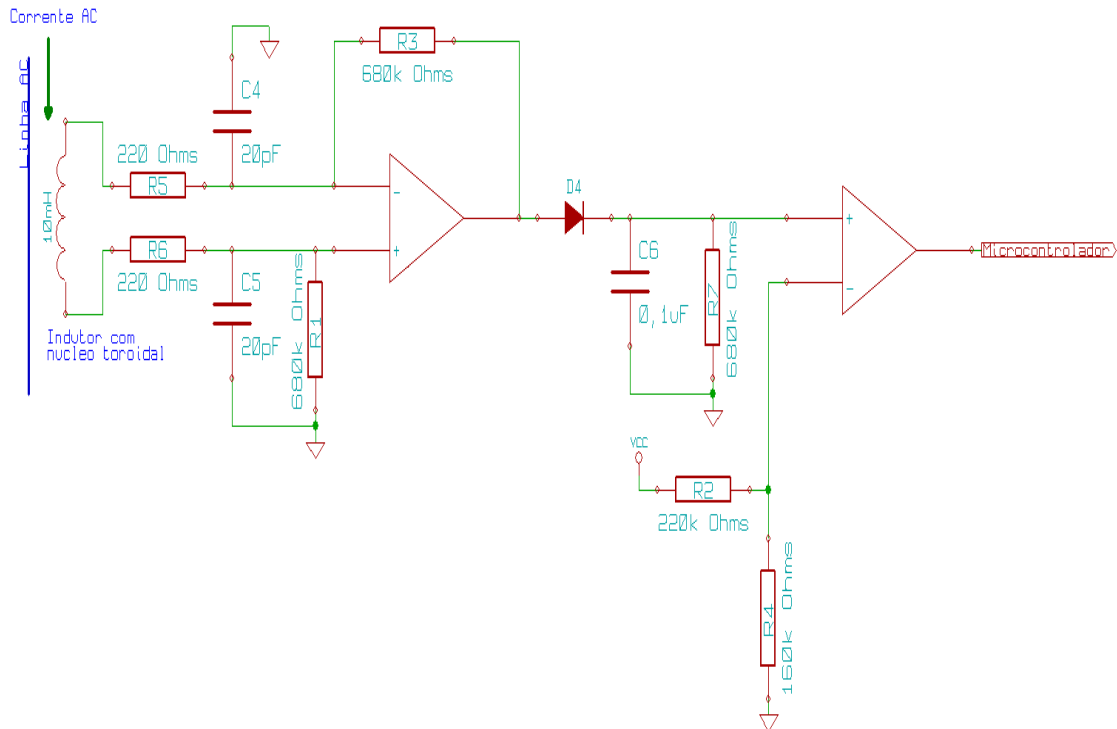 Corrente AC
Linha AC
10mH
Indutor com
nucleo toroidal
220 Ohms
R5
R6
220 Ohms
C4
20pF
C5
20pF
680k Ohms
R1
R3
680k Ohms
-
+
D4
C6
0,1uF
R7
680k Ohms
+
-
Microcontrolador
VCC
R2
220k Ohms
R4
160k Ohms